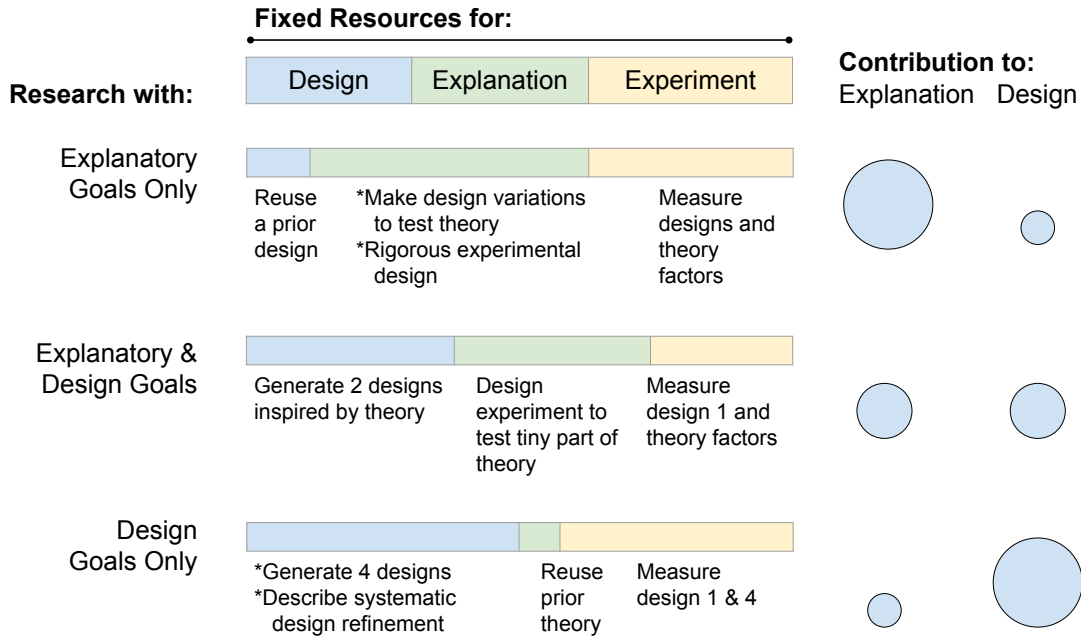 Fixed Resources for:
Design Explanation Experiment
Contribution to:
Research with:
Explanation Design
Explanatory
Goals Only
Reuse
a prior
design
*Make design variations
to test theory
*Rigorous experimental
design
Measure
designs and
theory
factors
Explanatory &
Design Goals
Generate 2 designs
inspired by theory
Design
experiment to
test tiny part of
theory
Measure
design 1 and
theory factors
Design
Goals Only
*Generate 4 designs
*Describe systematic
design refinement
Reuse
prior
theory
Measure
design 1 & 4